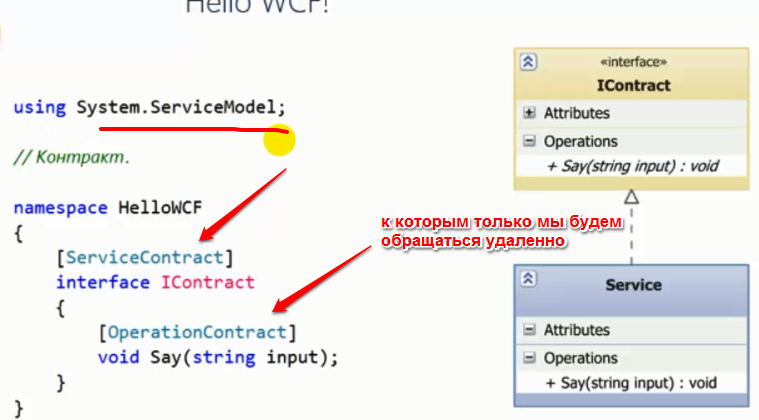 Hello WCF!
using System.ServiceModel;
// Контракт.
namespace HelloWCF
{
[ServiceContract]
interface IContract
{
[OperationContract]
void Say(string input);
}
}
к которым только мы будем
обращаться удаленно
«interface»
IContract
Attributes
Operations
+ Say(string input) : void
Service
Attributes
Operations
+ Say(string input) : void